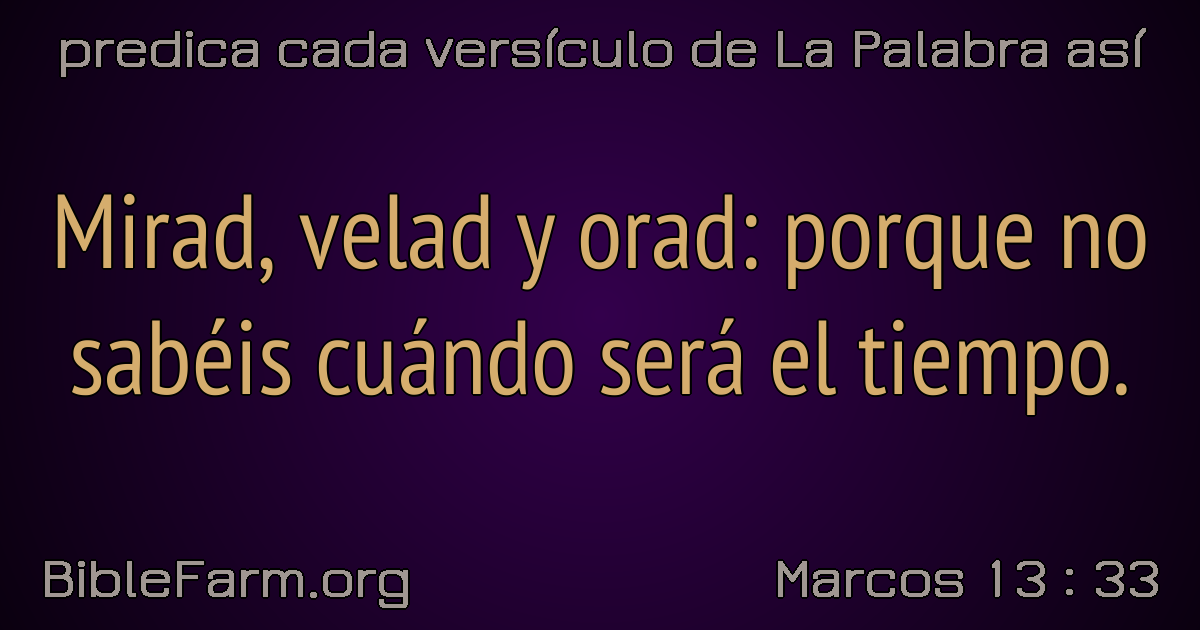 predica cada versículo de La Palabra así
Mirad, velad y orad: porque no
sabéis cuándo será el tiempo.
BibleFarm.org
Marcos 13 : 33